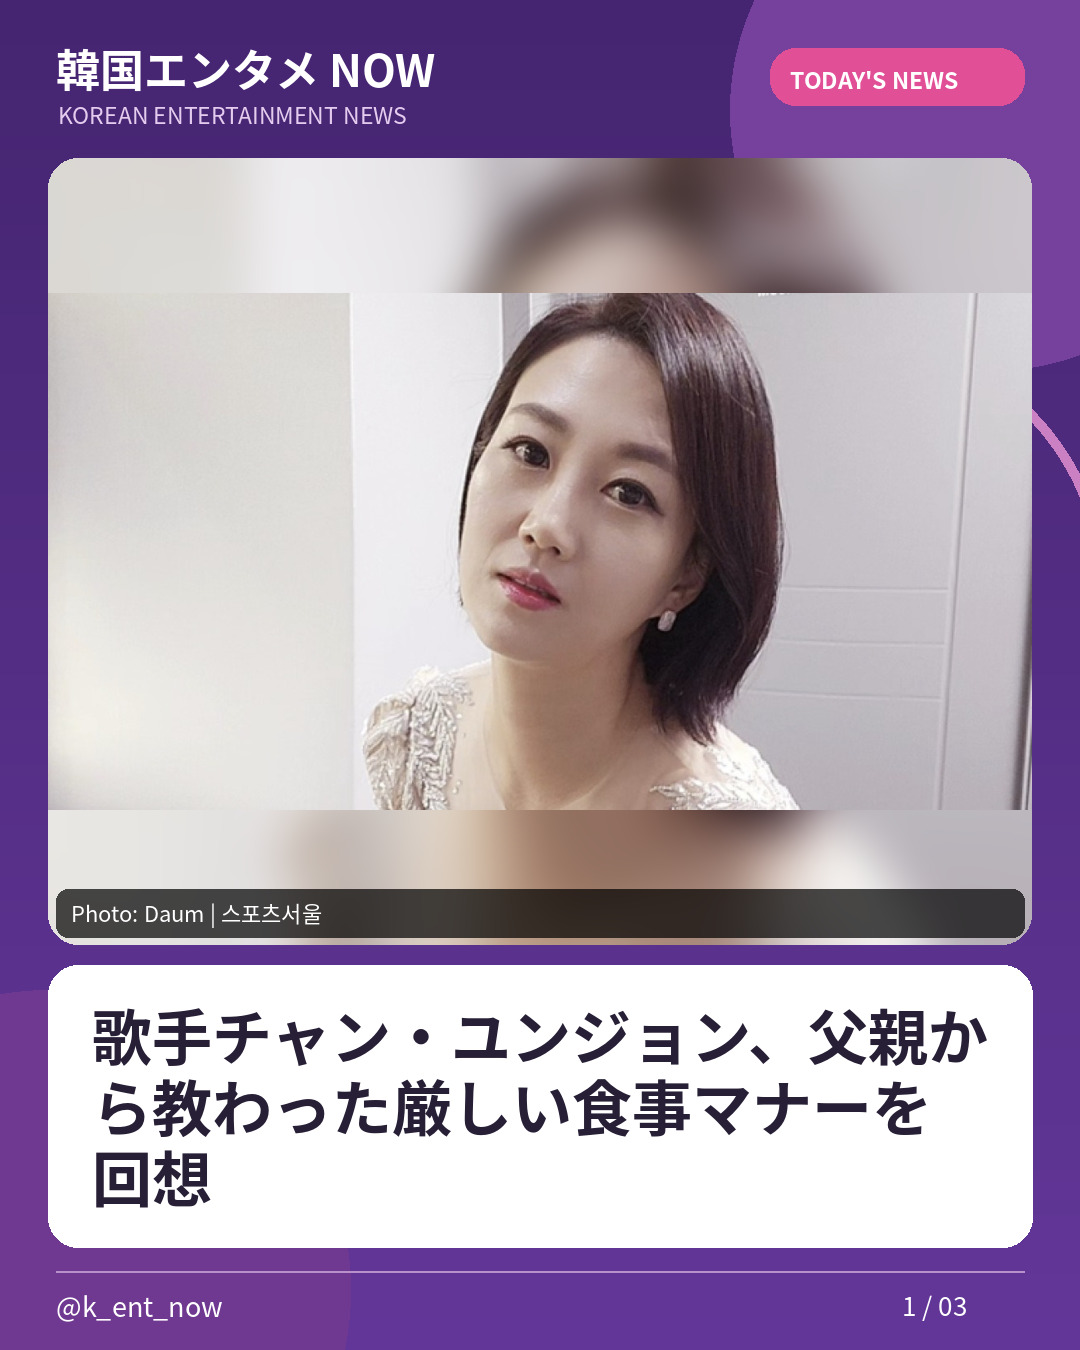 韓国エンタメ NOW
KOREAN ENTERTAINMENT NEWS
TODAY'S NEWS
Photo: Daum | 스포츠서울
歌手チャン・ユンジョン、父親か
ら教わった厳しい食事マナーを
回想
@k_ent_now
1 / 03